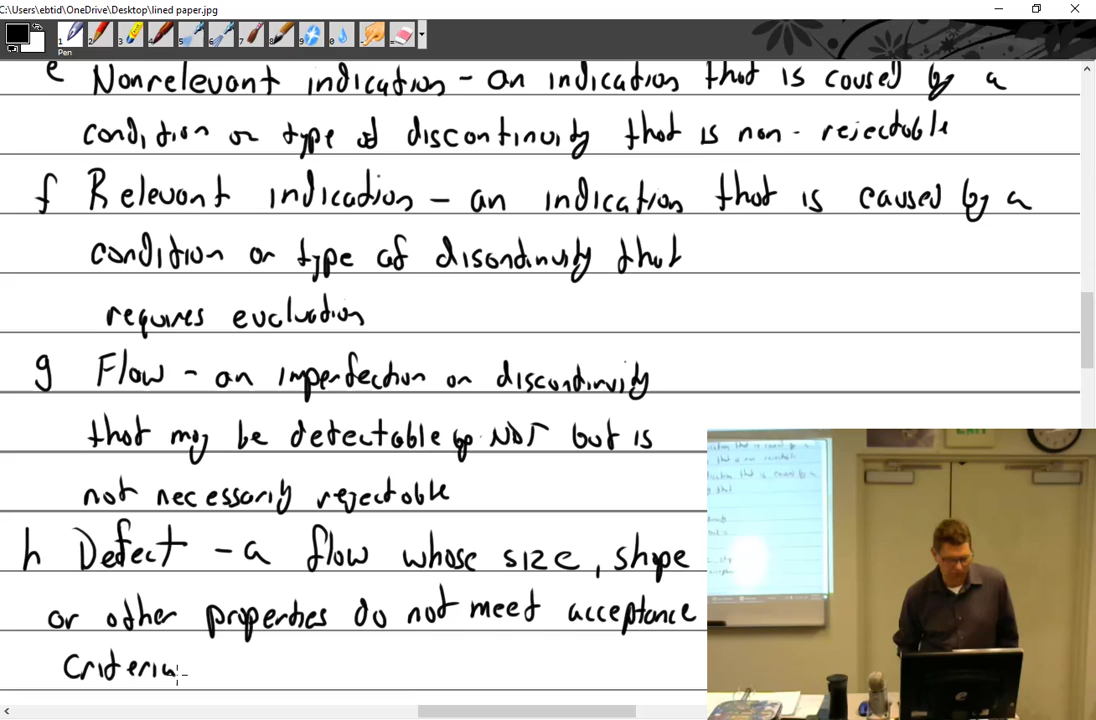 C:\Users\ebtid\OneDrive\Desktop\lined paper.jpg
Pen
e Nonrelevant indication - an indication that is caused by a
condition or type of discontinuity that is non-rejectable
f Relevant indication - an indication that is caused by a
condition or type of discontinuity that
requires evaluation
g Flaw - an imperfection or discontinuity
that may be detectable by NDT but is
not necessarily rejectable
h Defect - a flaw whose size, shape
or other properties do not meet acceptance
criteria
EXIT